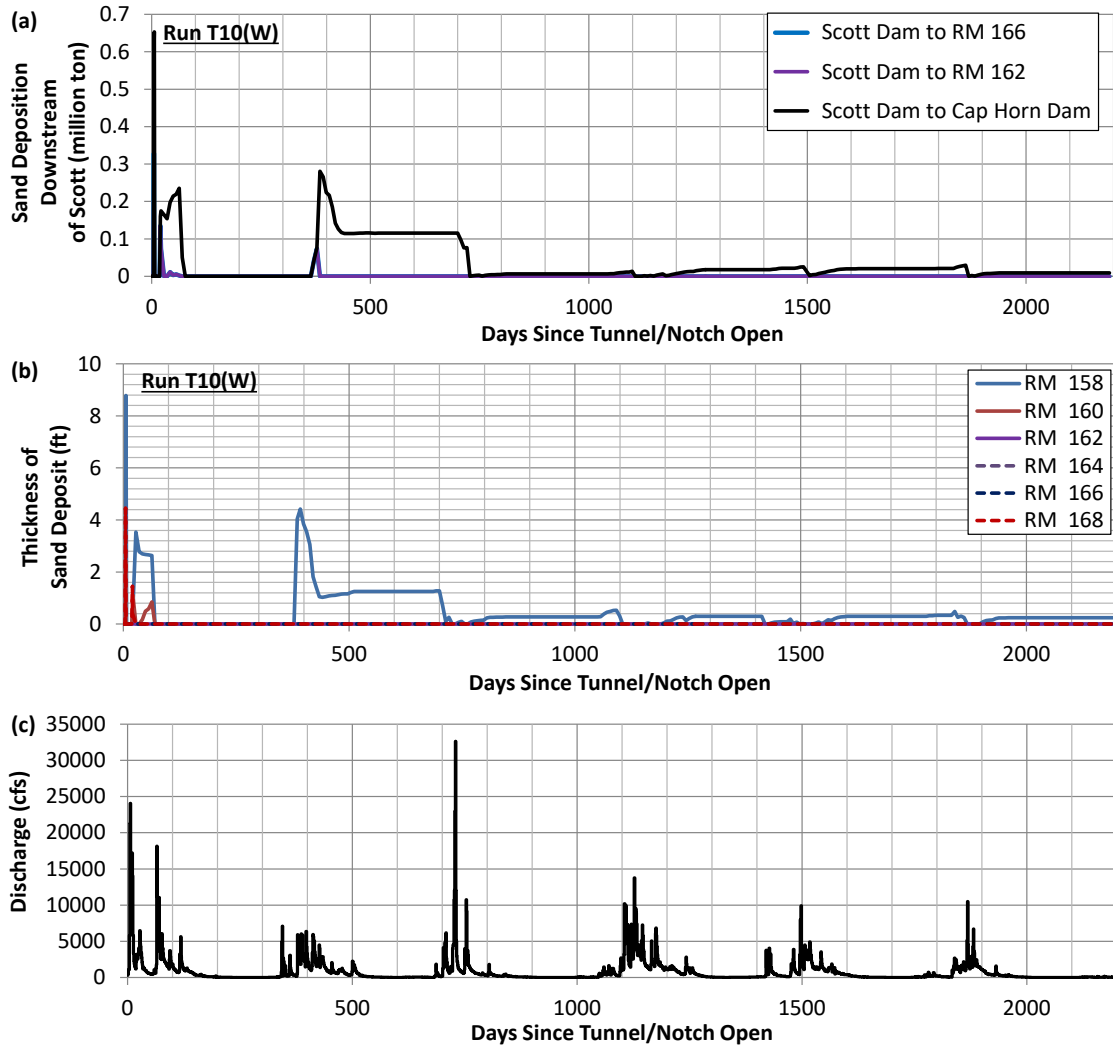 (a)
Run T10(W)
Sand Deposition
Downstream
of Scott (million ton)
0.7
0.6
0.5
0.4
0.3
0.2
0.1
0
Scott Dam to RM 166
Scott Dam to RM 162
Scott Dam to Cap Horn Dam
0 500 1000 1500 2000
Days Since Tunnel/Notch Open
(b)
Run T10(W)
Thickness of
Sand Deposit (ft)
10
8
6
4
2
0
RM 158
RM 160
RM 162
RM 164
RM 166
RM 168
0 500 1000 1500 2000
Days Since Tunnel/Notch Open
(c)
Discharge (cfs)
35000
30000
25000
20000
15000
10000
5000
0
0 500 1000 1500 2000
Days Since Tunnel/Notch Open